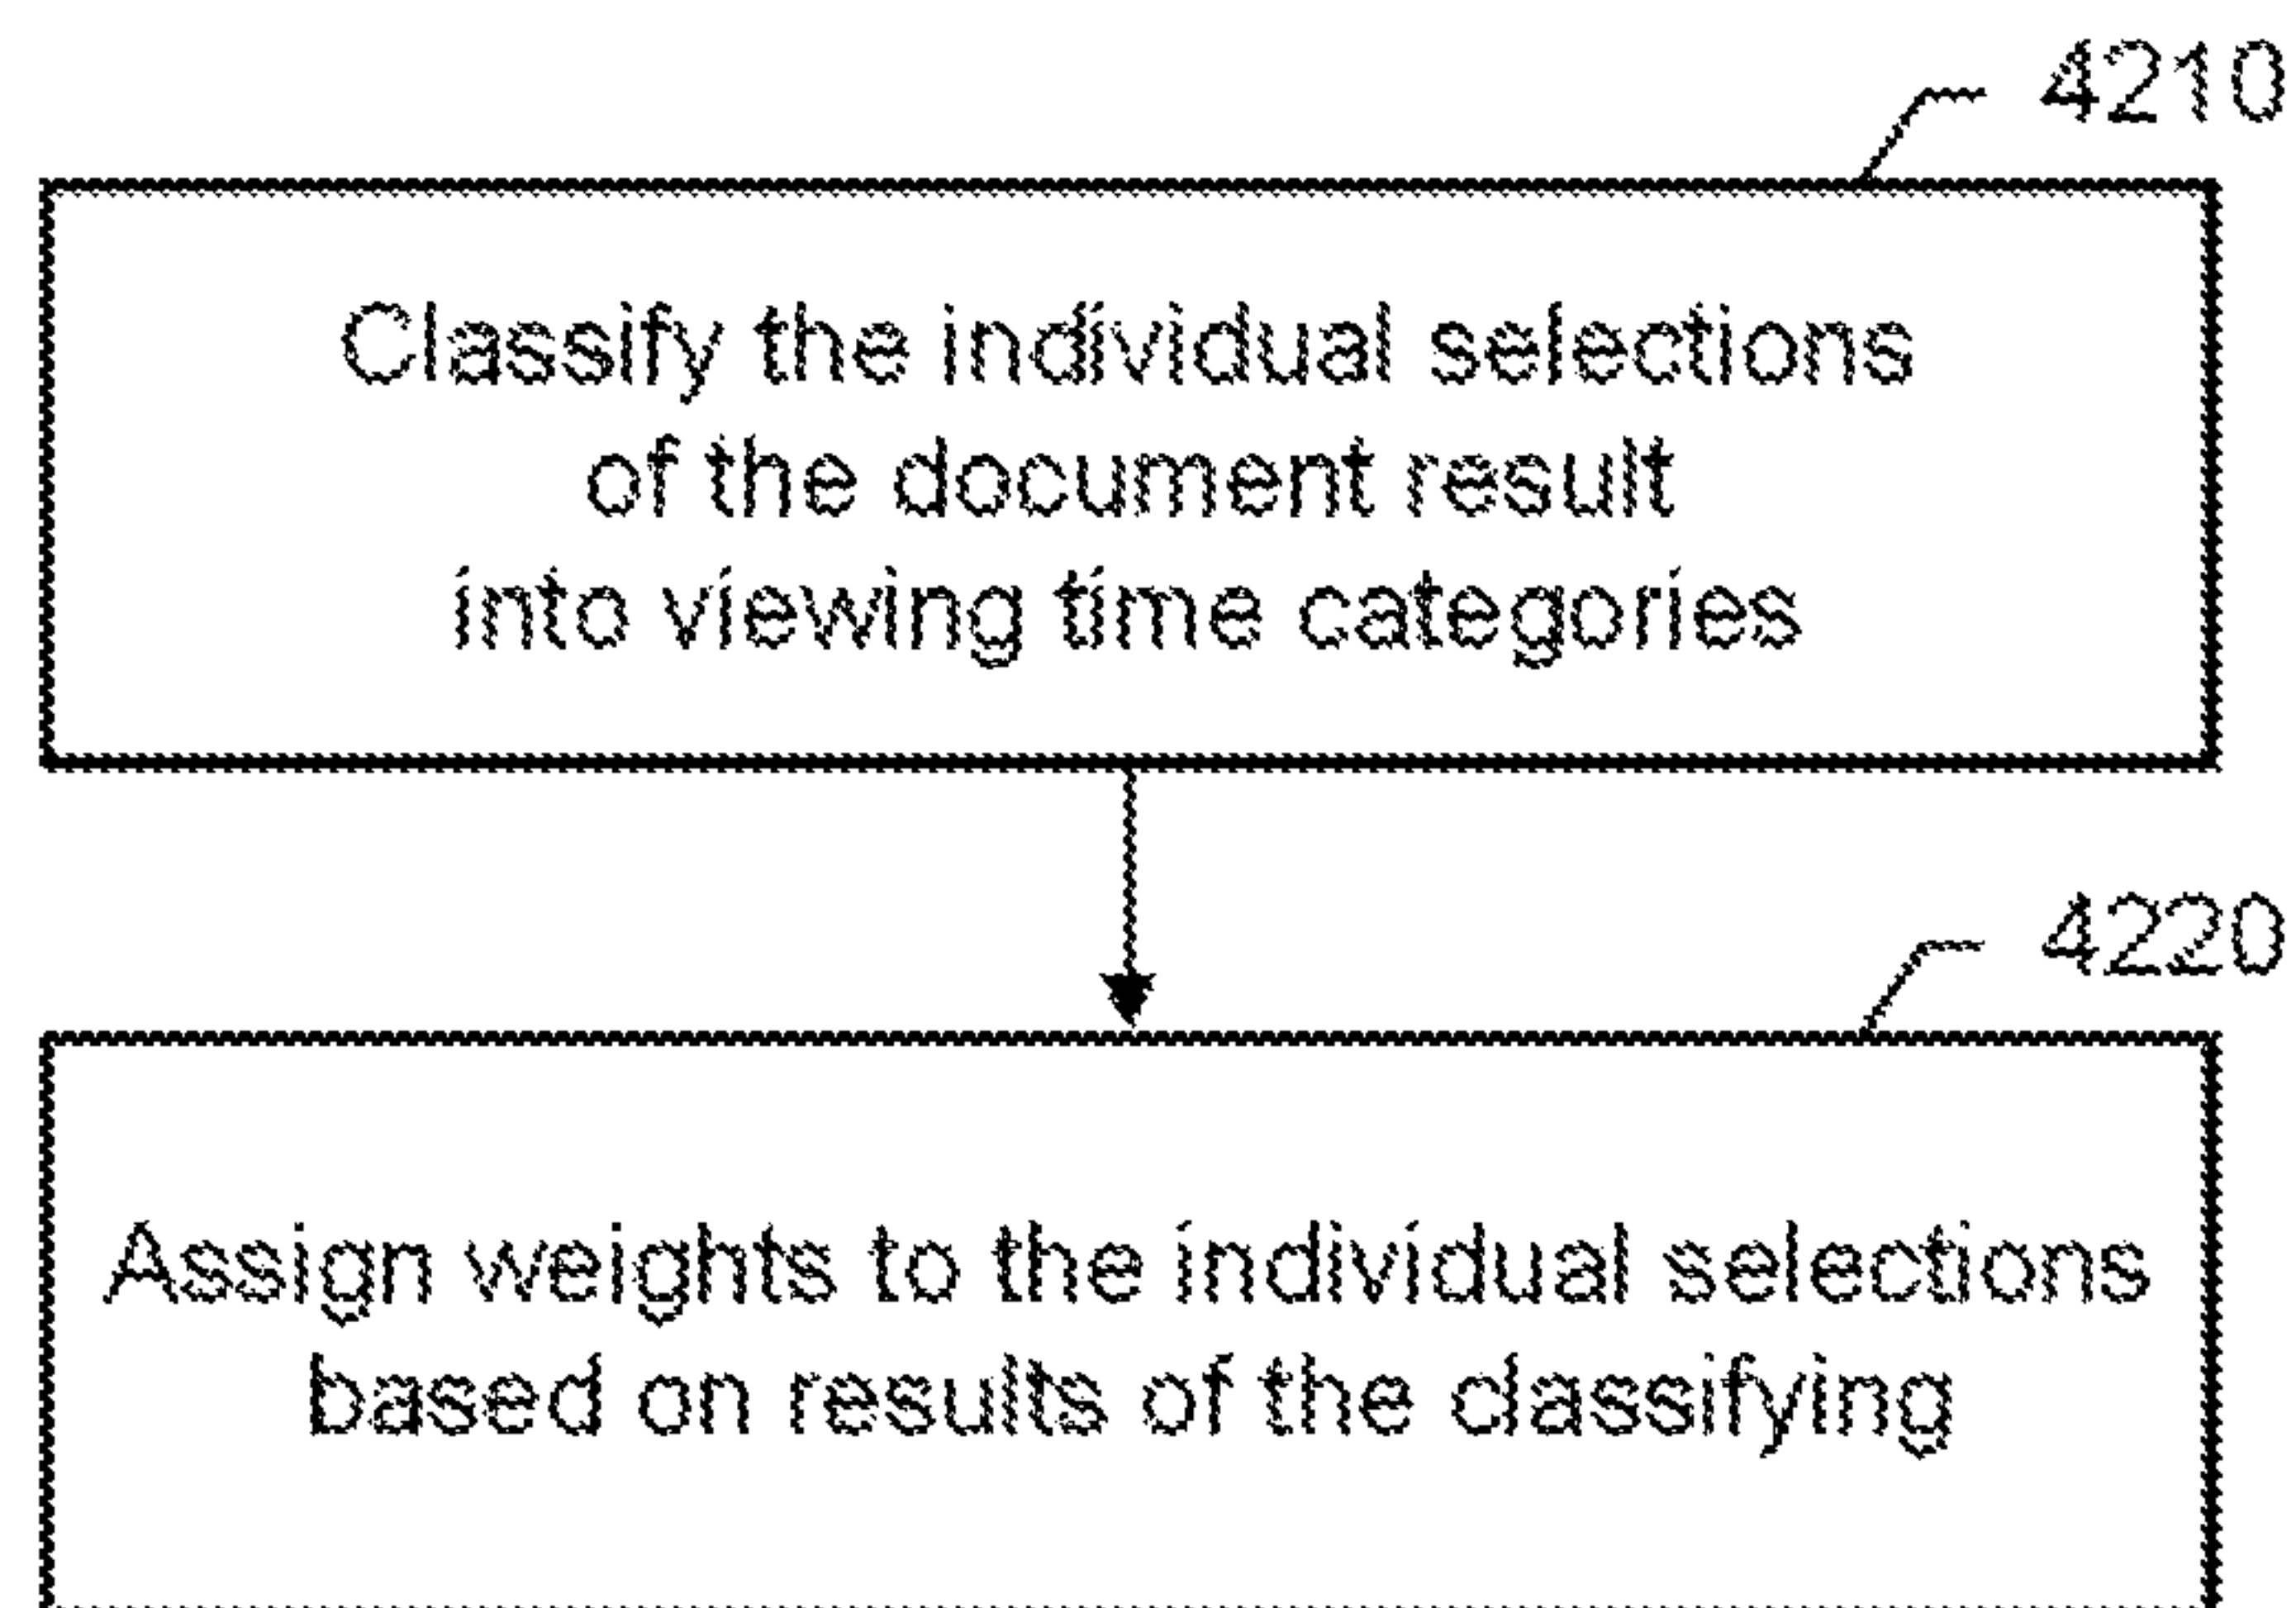 4210
Classify the individual selections
of the document result
into viewing time categories
4220
Assign weights to the individual selections
based on results of the classifying